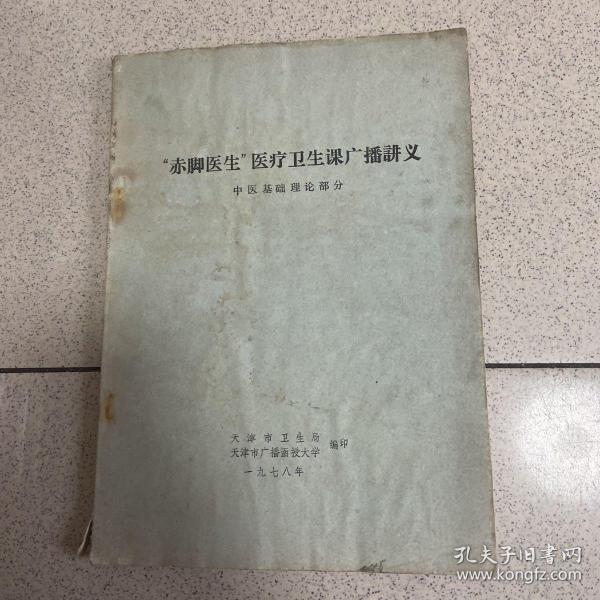 “赤脚医生”医疗卫生课广播講义
中医基础理论部分
天津市卫生局
天津市广播函授大学
编印
一九七八年
孔夫子旧书网
www.kongfz.com